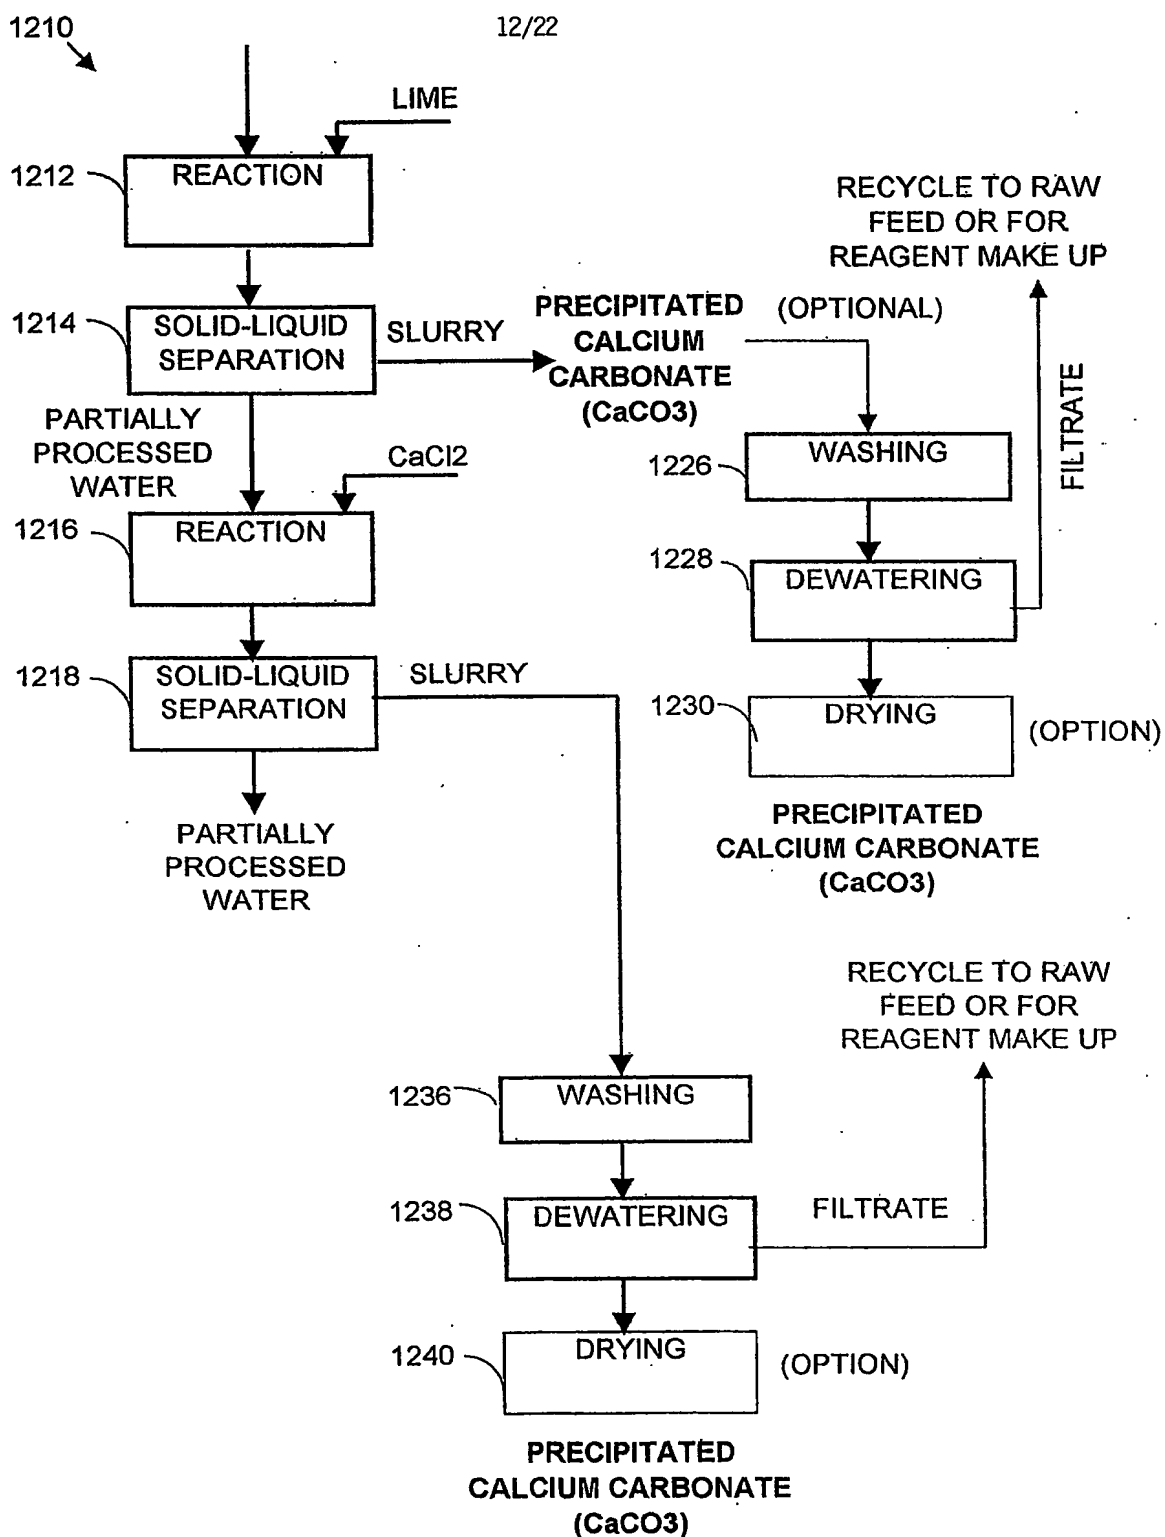 1210
12/22
LIME
1212
REACTION
1214
SOLID-LIQUID
SEPARATION
SLURRY
PRECIPITATED
CALCIUM
CARBONATE
(CaCO3)
(OPTIONAL)
RECYCLE TO RAW
FEED OR FOR
REAGENT MAKE UP
FILTRATE
1226
WASHING
1228
DEWATERING
1230
DRYING
(OPTION)
PRECIPITATED
CALCIUM CARBONATE
(CaCO3)
PARTIALLY
PROCESSED
WATER
CaCl2
1216
REACTION
1218
SOLID-LIQUID
SEPARATION
SLURRY
PARTIALLY
PROCESSED
WATER
RECYCLE TO RAW
FEED OR FOR
REAGENT MAKE UP
1236
WASHING
1238
DEWATERING
FILTRATE
1240
DRYING
(OPTION)
PRECIPITATED
CALCIUM CARBONATE
(CaCO3)